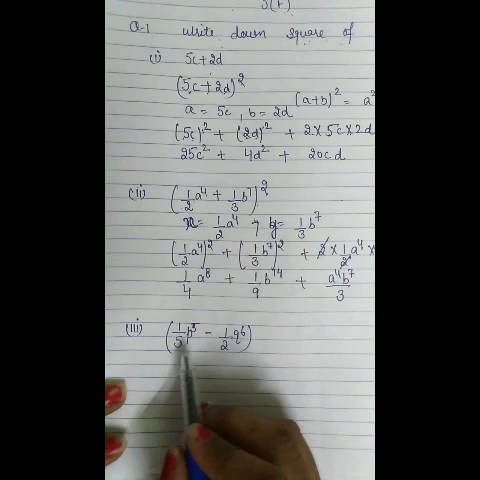 Q-1 write down square of
(i) 5c+2d
(5c+2d)²
a = 5c, b = 2d (a+b)² = a²
(5c)² + (2d)² + 2×5c×2d
25c² + 4d² + 20cd
(ii) (1/2 a⁴ + 1/3 b⁷)²
x = 1/2 a⁴, y = 1/3 b⁷
(1/2 a⁴)² + (1/3 b⁷)² + 2 × 1/2 a⁴ ×
1/4 a⁸ + 1/9 b¹⁴ + a⁴b⁷/3
(iii) (1/5 p⁵ - 1/2 q⁶)